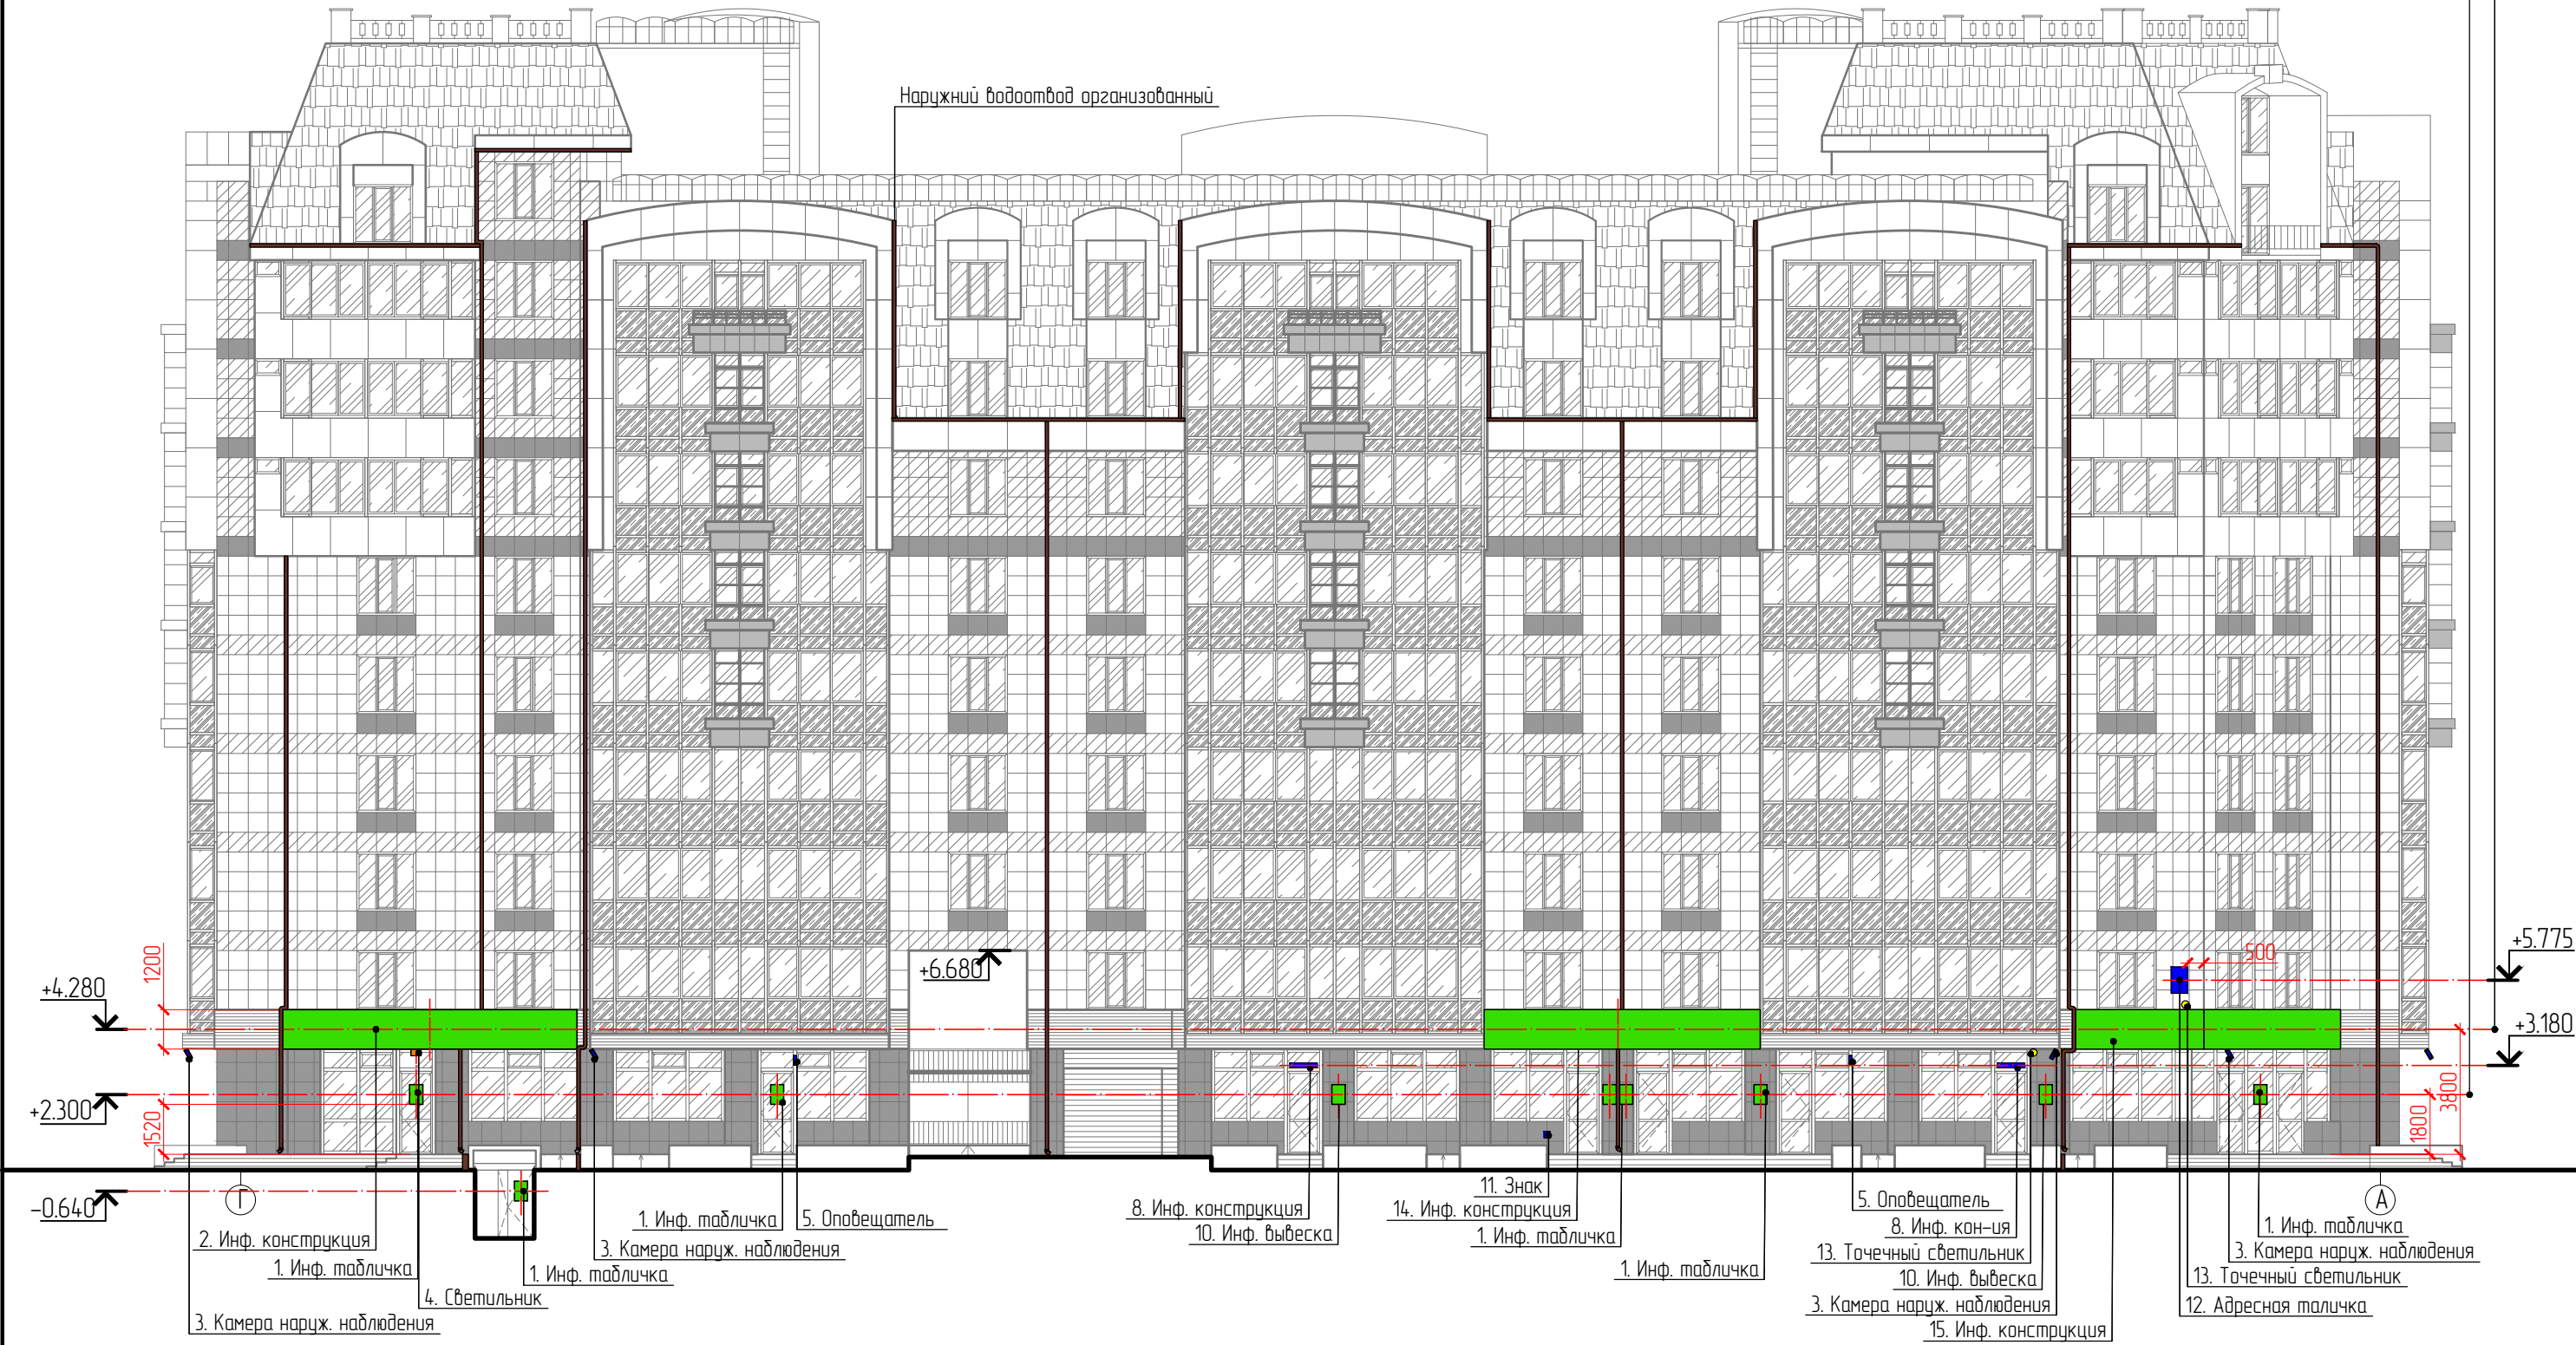 Наружний водоотвод организованный
+6.680
1200
+4.280
+2.300
1520
-0.640
500
+5.775
+3.180
3800
1800
Г
А
2. Инф. конструкция
1. Инф. табличка
3. Камера наруж. наблюдения
4. Светильник
1. Инф. табличка
1. Инф. табличка
5. Оповещатель
3. Камера наруж. наблюдения
8. Инф. конструкция
10. Инф. вывеска
11. Знак
14. Инф. конструкция
1. Инф. табличка
1. Инф. табличка
5. Оповещатель
8. Инф. кон-ия
13. Точечный светильник
10. Инф. вывеска
3. Камера наруж. наблюдения
15. Инф. конструкция
1. Инф. табличка
3. Камера наруж. наблюдения
13. Точечный светильник
12. Адресная таличка